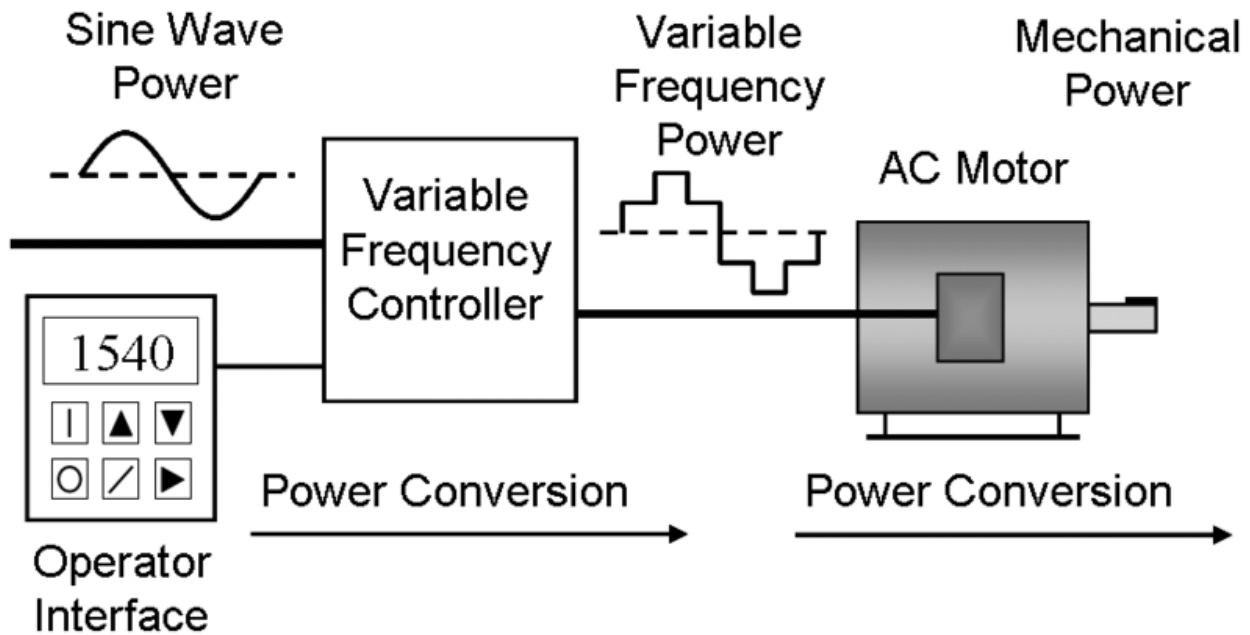 Sine Wave
Power
Variable
Frequency
Power
Mechanical
Power
AC Motor
Variable
Frequency
Controller
1540
Power Conversion
Power Conversion
Operator
Interface